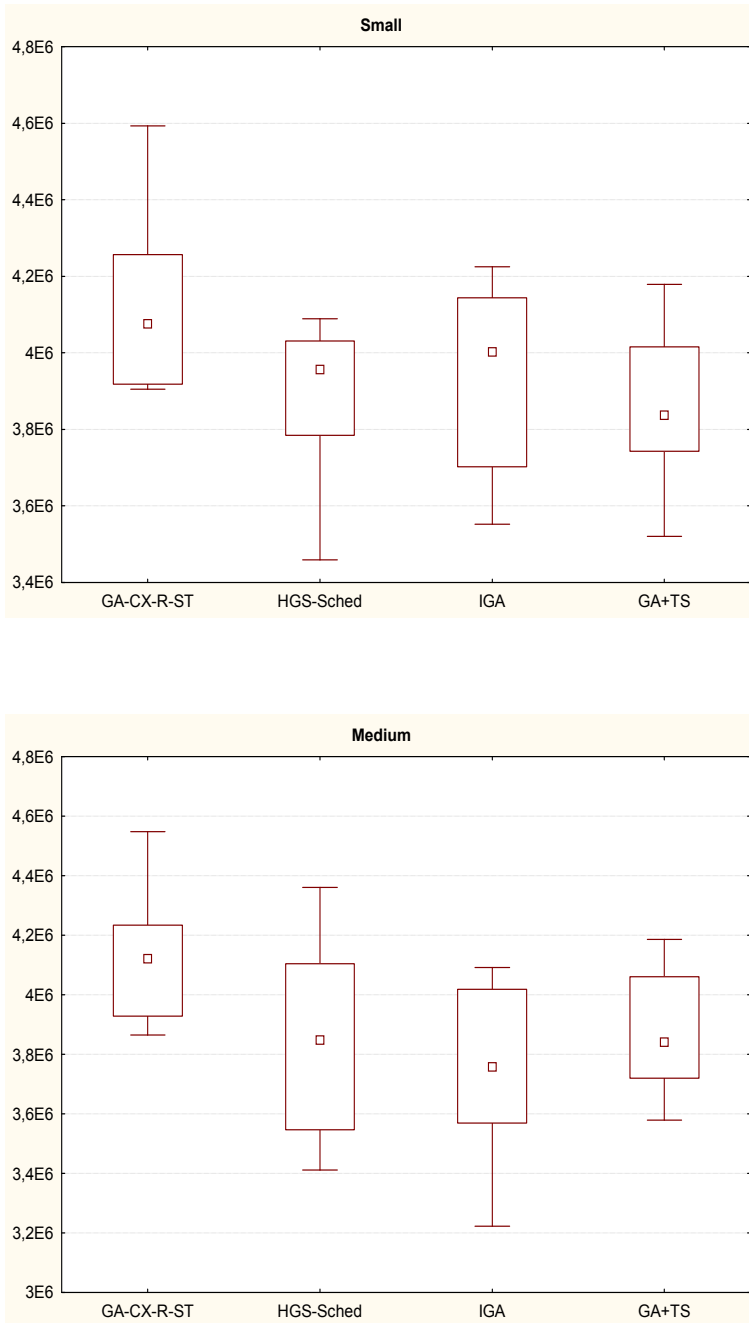 Small
4,8E6
4,6E6
4,4E6
4,2E6
4E6
3,8E6
3,6E6
3,4E6
GA-CX-R-ST HGS-Sched IGA GA+TS
Medium
4,8E6
4,6E6
4,4E6
4,2E6
4E6
3,8E6
3,6E6
3,4E6
3,2E6
3E6
GA-CX-R-ST HGS-Sched IGA GA+TS